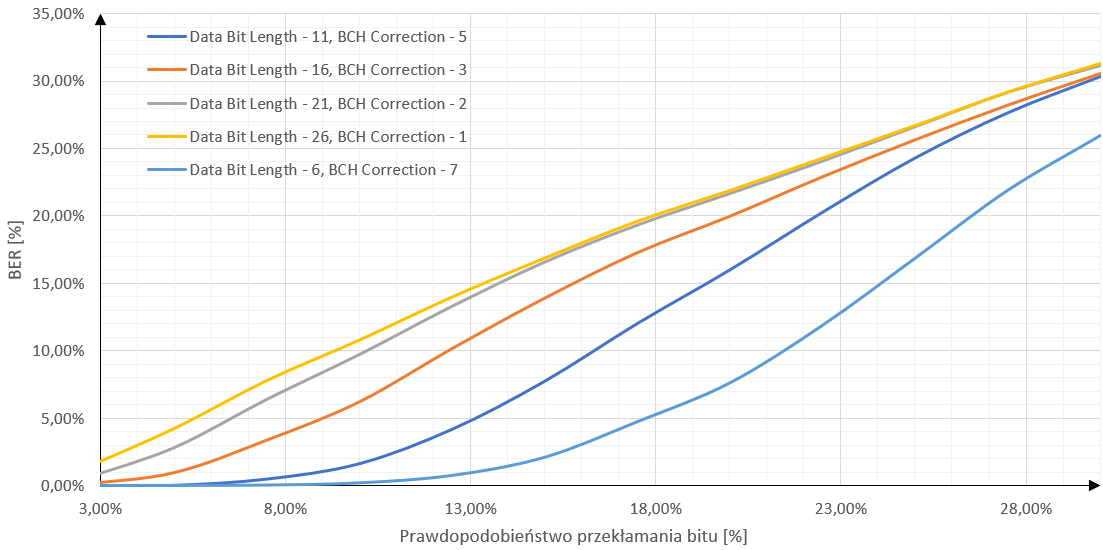 35,00%
30,00%
25,00%
20,00%
15,00%
10,00%
5,00%
0,00%
BER [%]
Data Bit Length - 11, BCH Correction - 5
Data Bit Length - 16, BCH Correction - 3
Data Bit Length - 21, BCH Correction - 2
Data Bit Length - 26, BCH Correction - 1
Data Bit Length - 6, BCH Correction - 7
3,00% 8,00% 13,00% 18,00% 23,00% 28,00%
Prawdopodobieństwo przekłamania bitu [%]